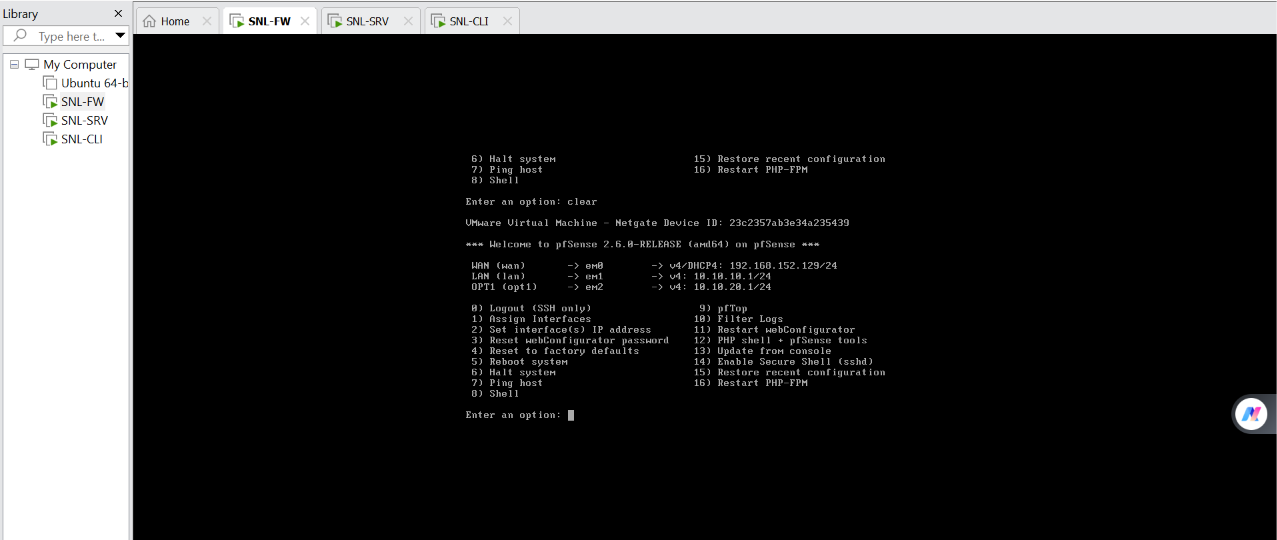 Library
Type here t...
My Computer
Ubuntu 64-b
SNL-FW
SNL-SRV
SNL-CLI
Home
SNL-FW
SNL-SRV
SNL-CLI
6) Halt system 15) Restore recent configuration
7) Ping host 16) Restart PHP-FPM
8) Shell
Enter an option: clear
VMware Virtual Machine - Netgate Device ID: 23c2357ab3e34a235439
*** Welcome to pfSense 2.6.0-RELEASE (amd64) on pfSense ***
WAN (wan) -> em0 -> v4/DHCP4: 192.168.152.129/24
LAN (lan) -> em1 -> v4: 10.10.10.1/24
OPT1 (opt1) -> em2 -> v4: 10.10.20.1/24
0) Logout (SSH only) 9) pfTop
1) Assign Interfaces 10) Filter Logs
2) Set interface(s) IP address 11) Restart webConfigurator
3) Reset webConfigurator password 12) PHP shell + pfSense tools
4) Reset to factory defaults 13) Update from console
5) Reboot system 14) Enable Secure Shell (sshd)
6) Halt system 15) Restore recent configuration
7) Ping host 16) Restart PHP-FPM
8) Shell
Enter an option: